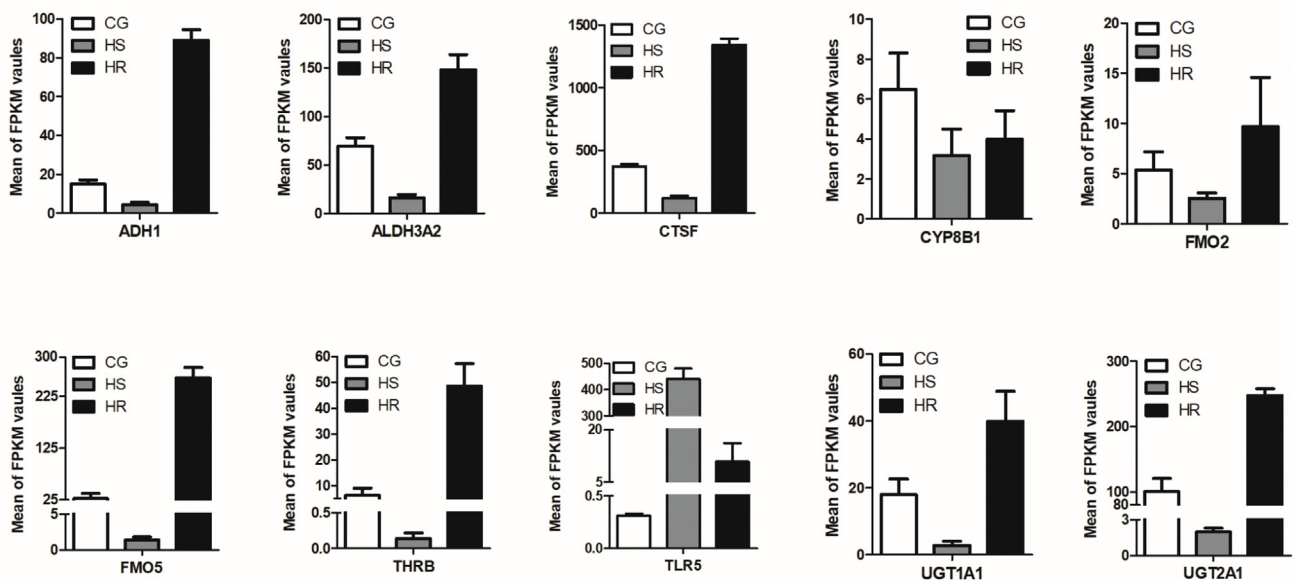 Mean of FPKM vaules
100
80
60
40
20
0
CG
HS
HR
ADH1
Mean of FPKM vaules
200
150
100
50
0
CG
HS
HR
ALDH3A2
Mean of FPKM vaules
1500
1000
500
0
CG
HS
HR
CTSF
Mean of FPKM vaules
8
6
4
2
0
CG
HS
HR
CYP8B1
Mean of FPKM vaules
20
15
10
5
0
CG
HS
HR
FMO2
Mean of FPKM vaules
300
225
125
25
5
0
CG
HS
HR
FMO5
Mean of FPKM vaules
60
50
40
30
20
10
0.5
0.0
CG
HS
HR
THRB
Mean of FPKM vaules
500
400
300
20
5
0.5
0.0
CG
HS
HR
TLR5
Mean of FPKM vaules
60
40
20
0
CG
HS
HR
UGT1A1
Mean of FPKM vaules
300
200
100
80
3
0
CG
HS
HR
UGT2A1